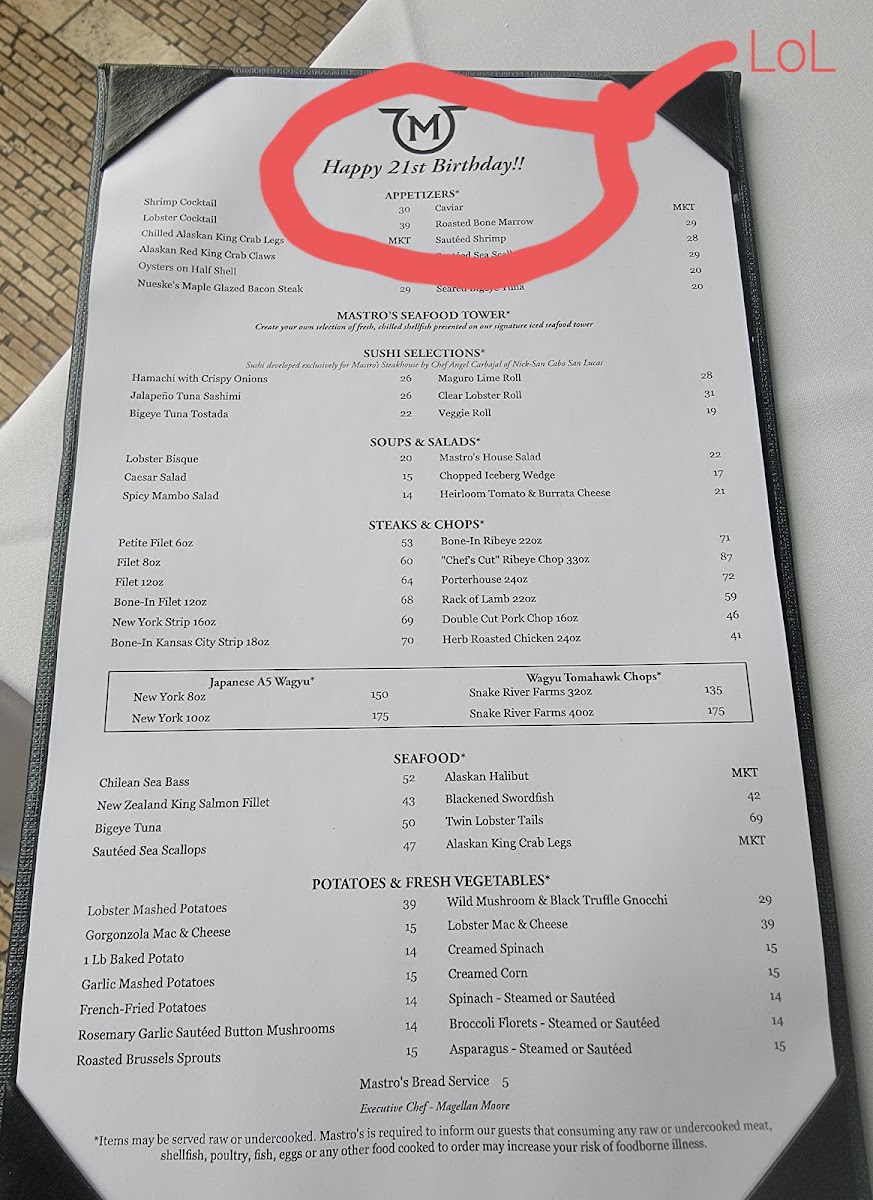 LoL
M
Happy 21st Birthday!!
APPETIZERS*
Shrimp Cocktail 30 Caviar MKT
Lobster Cocktail 39 Roasted Bone Marrow 29
Chilled Alaskan King Crab Legs MKT Sautéed Shrimp 28
Alaskan Red King Crab Claws Sea 29
Oysters on Half Shell 20
Nueske's Maple Glazed Bacon Steak 29 Seared Bigeye Tuna 20
MASTRO'S SEAFOOD TOWER*
Create your own selection of fresh, chilled shellfish presented on our signature iced seafood tower
SUSHI SELECTIONS*
Sushi developed exclusively for Mastro's Steakhouse by Chef Angel Carbajal of Nick-San Cabo San Lucas
Hamachi with Crispy Onions 26 Maguro Lime Roll 28
Jalapeño Tuna Sashimi 26 Clear Lobster Roll 31
Bigeye Tuna Tostada 22 Veggie Roll 19
SOUPS & SALADS*
Lobster Bisque 20 Mastro's House Salad 22
Caesar Salad 15 Chopped Iceberg Wedge 17
Spicy Mambo Salad 14 Heirloom Tomato & Burrata Cheese 21
STEAKS & CHOPS*
Petite Filet 6oz 53 Bone-In Ribeye 22oz 71
Filet 8oz 60 "Chef's Cut" Ribeye Chop 33oz 87
Filet 12oz 64 Porterhouse 24oz 72
Bone-In Filet 12oz 68 Rack of Lamb 22oz 59
New York Strip 16oz 69 Double Cut Pork Chop 16oz 46
Bone-In Kansas City Strip 18oz 70 Herb Roasted Chicken 24oz 41
Japanese A5 Wagyu* Wagyu Tomahawk Chops*
New York 8oz 150 Snake River Farms 32oz 135
New York 10oz 175 Snake River Farms 40oz 175
SEAFOOD*
Chilean Sea Bass 52 Alaskan Halibut MKT
New Zealand King Salmon Fillet 43 Blackened Swordfish 42
Bigeye Tuna 50 Twin Lobster Tails 69
Sautéed Sea Scallops 47 Alaskan King Crab Legs MKT
POTATOES & FRESH VEGETABLES*
Lobster Mashed Potatoes 39 Wild Mushroom & Black Truffle Gnocchi 29
Gorgonzola Mac & Cheese 15 Lobster Mac & Cheese 39
1 Lb Baked Potato 14 Creamed Spinach 15
Garlic Mashed Potatoes 15 Creamed Corn 15
French-Fried Potatoes 14 Spinach - Steamed or Sautéed 14
Rosemary Garlic Sautéed Button Mushrooms 14 Broccoli Florets - Steamed or Sautéed 14
Roasted Brussels Sprouts 15 Asparagus - Steamed or Sautéed 15
Mastro's Bread Service 5
Executive Chef - Magellan Moore
*Items may be served raw or undercooked. Mastro's is required to inform our guests that consuming any raw or undercooked meat,
shellfish, poultry, fish, eggs or any other food cooked to order may increase your risk of foodborne illness.